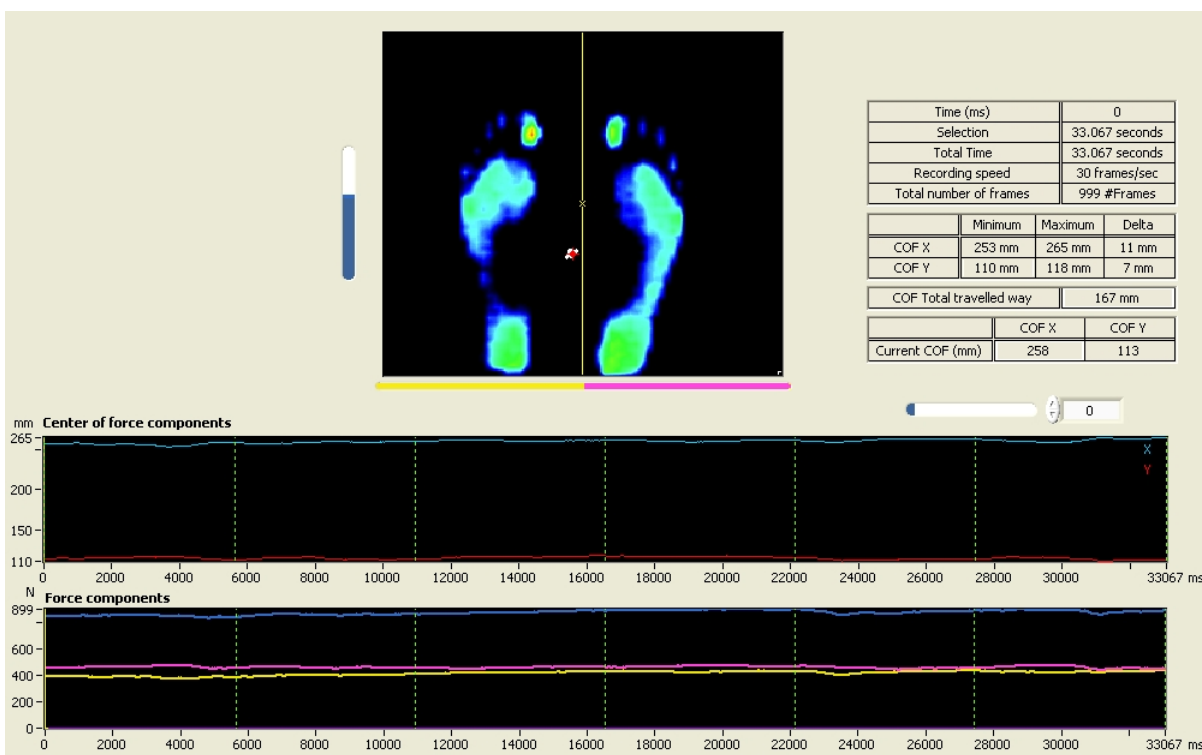 Time (ms) 0
Selection 33.067 seconds
Total Time 33.067 seconds
Recording speed 30 frames/sec
Total number of frames 999 #Frames
Minimum Maximum Delta
COF X 253 mm 265 mm 11 mm
COF Y 110 mm 118 mm 7 mm
COF Total travelled way 167 mm
COF X COF Y
Current COF (mm) 258 113
0
mm Center of force components
265
X
Y
200
150
110
0 2000 4000 6000 8000 10000 12000 14000 16000 18000 20000 22000 24000 26000 28000 30000 33067 ms
N Force components
899
600
400
200
0
0 2000 4000 6000 8000 10000 12000 14000 16000 18000 20000 22000 24000 26000 28000 30000 33067 ms